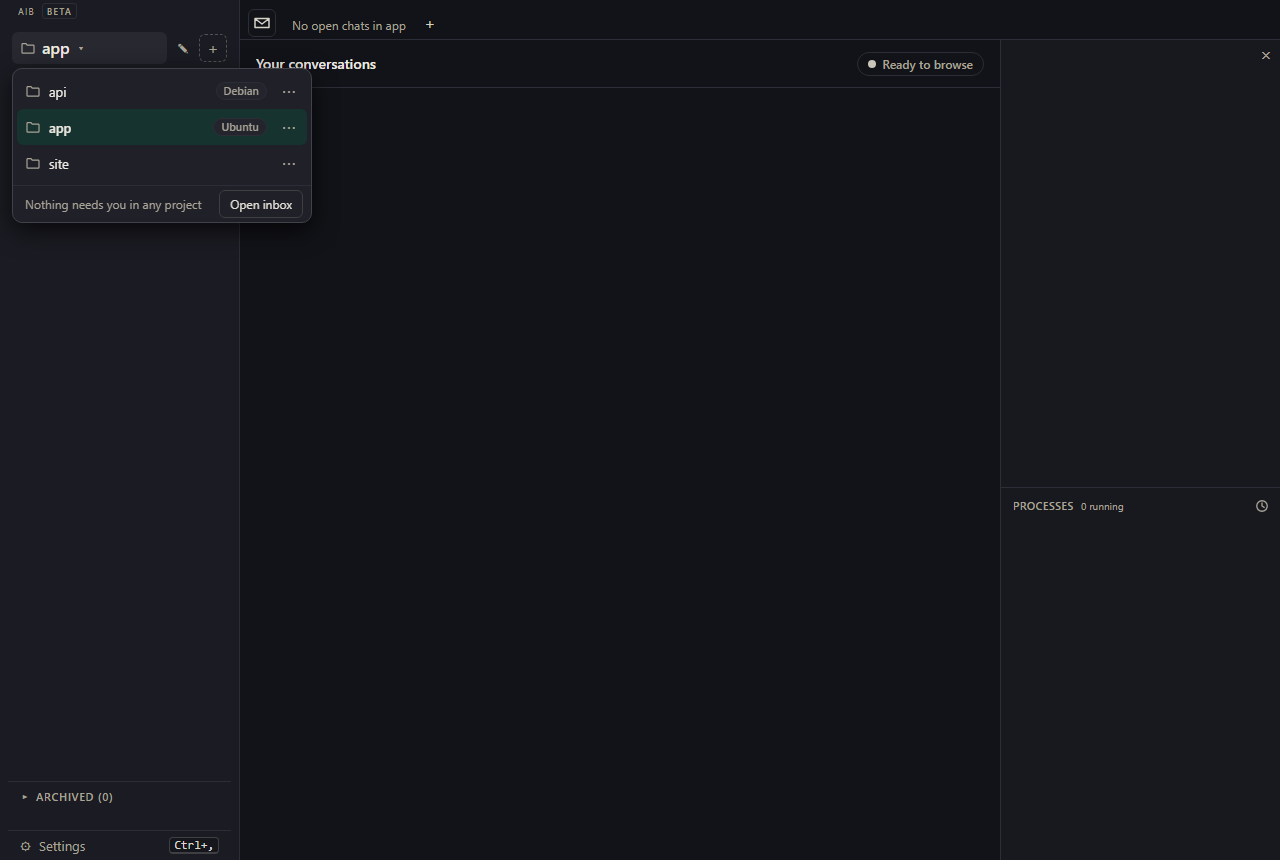 AIB BETA
No open chats in app +
app
+
Your conversations
Ready to browse
×
api Debian ...
app Ubuntu ...
site ...
Nothing needs you in any project Open inbox
PROCESSES 0 running
ARCHIVED (0)
Settings Ctrl+,